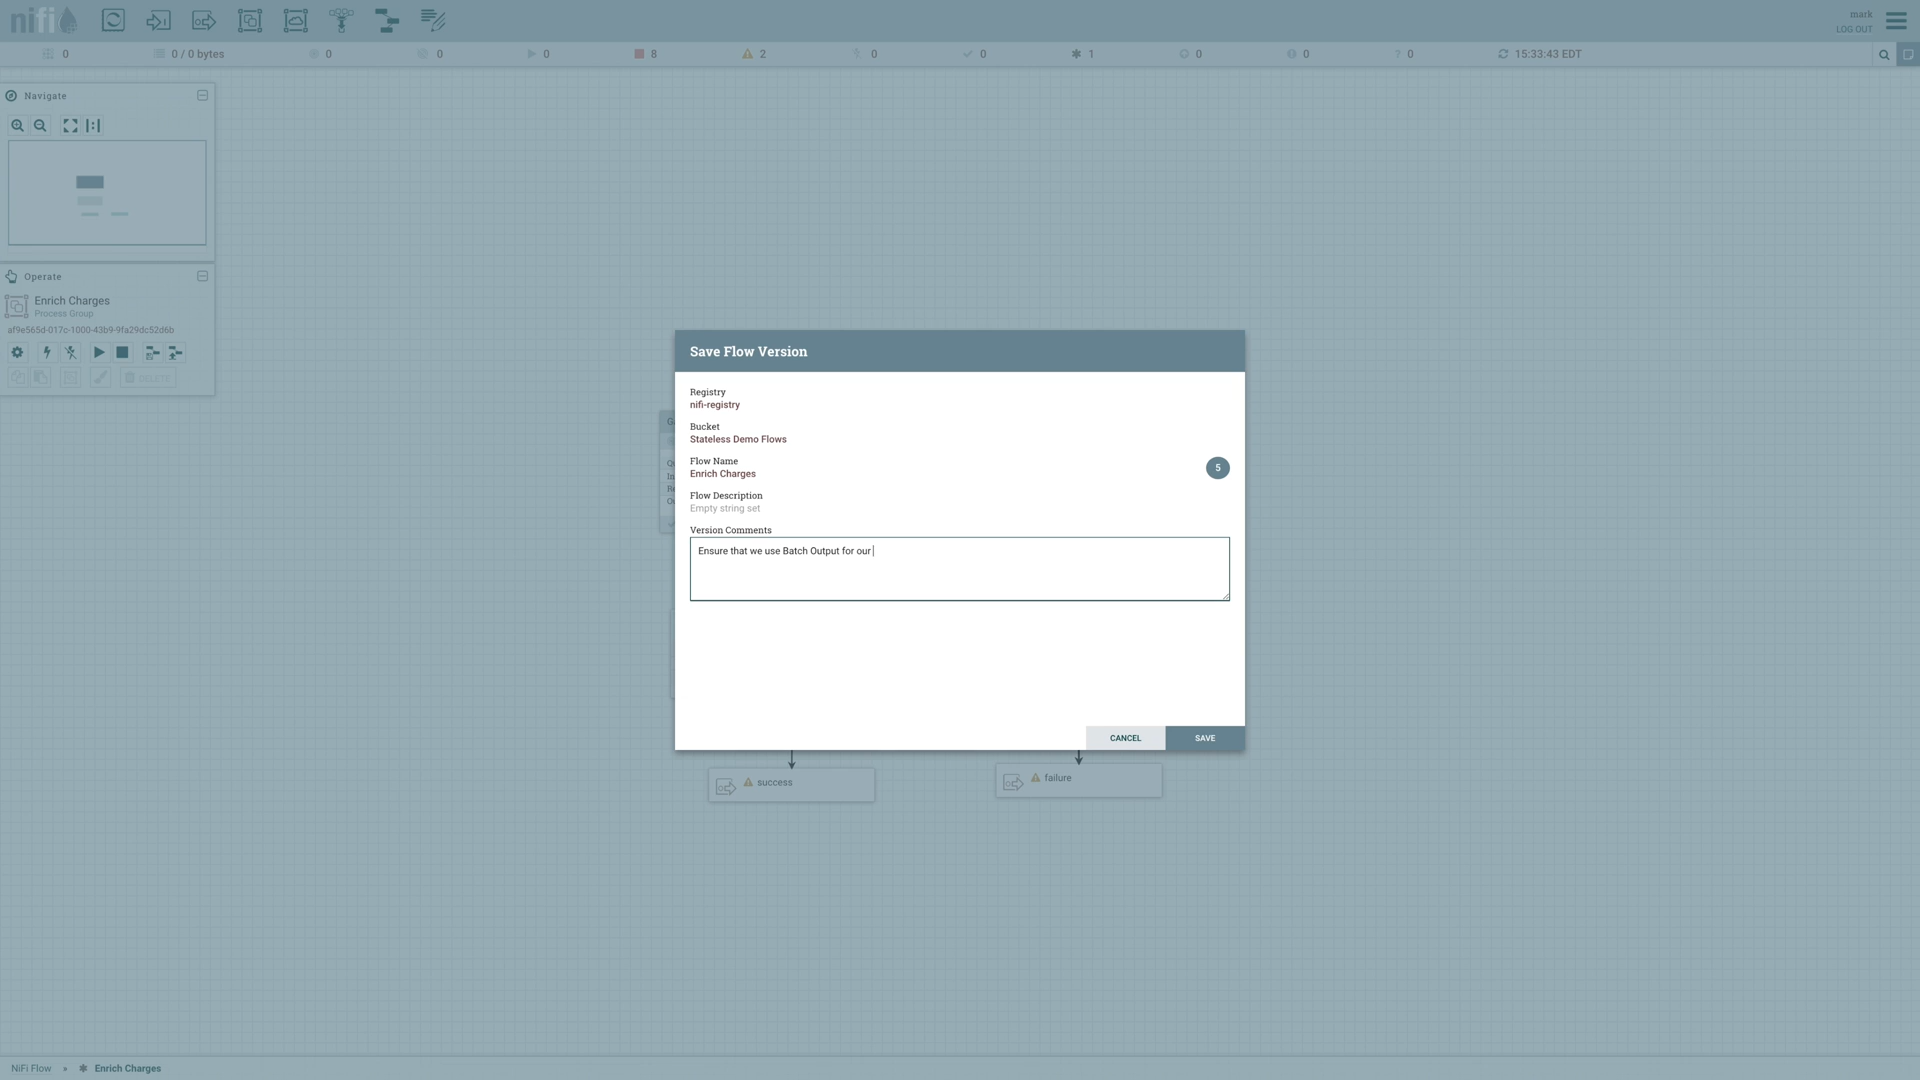 nifi
mark
LOG OUT
0
0 / 0 bytes
0
0
0
8
2
0
0
1
0
0
? 0
15:33:43 EDT
Navigate
Operate
Enrich Charges
Process Group
af9e565d-017c-1000-43b9-9fa29dc52d6b
DELETE
Save Flow Version
Registry
nifi-registry
Bucket
Stateless Demo Flows
Flow Name
Enrich Charges
5
Flow Description
Empty string set
Version Comments
Ensure that we use Batch Output for our
CANCEL
SAVE
success
failure
NiFi Flow » Enrich Charges